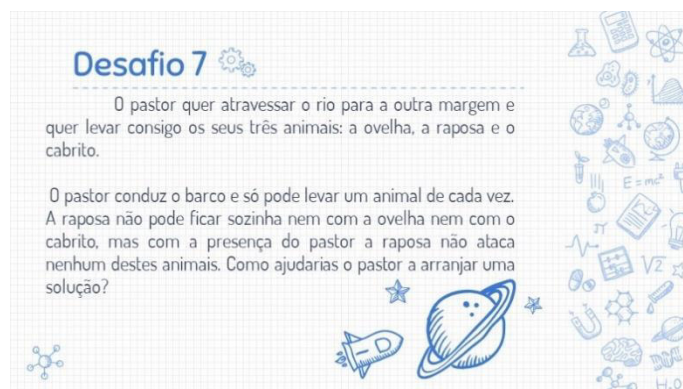 Desafio 7
O pastor quer atravessar o rio para a outra margem e
quer levar consigo os seus três animais: a ovelha, a raposa e o
cabrito.
O pastor conduz o barco e só pode levar um animal de cada vez.
A raposa não pode ficar sozinha nem com a ovelha nem com o
cabrito, mas com a presença do pastor a raposa não ataca
nenhum destes animais. Como ajudarias o pastor a arranjar uma
solução?
E = mc²
π
√2
H₂O